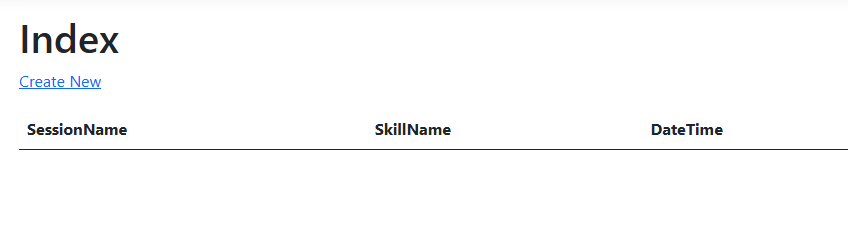 Index
Create New
SessionName SkillName DateTime